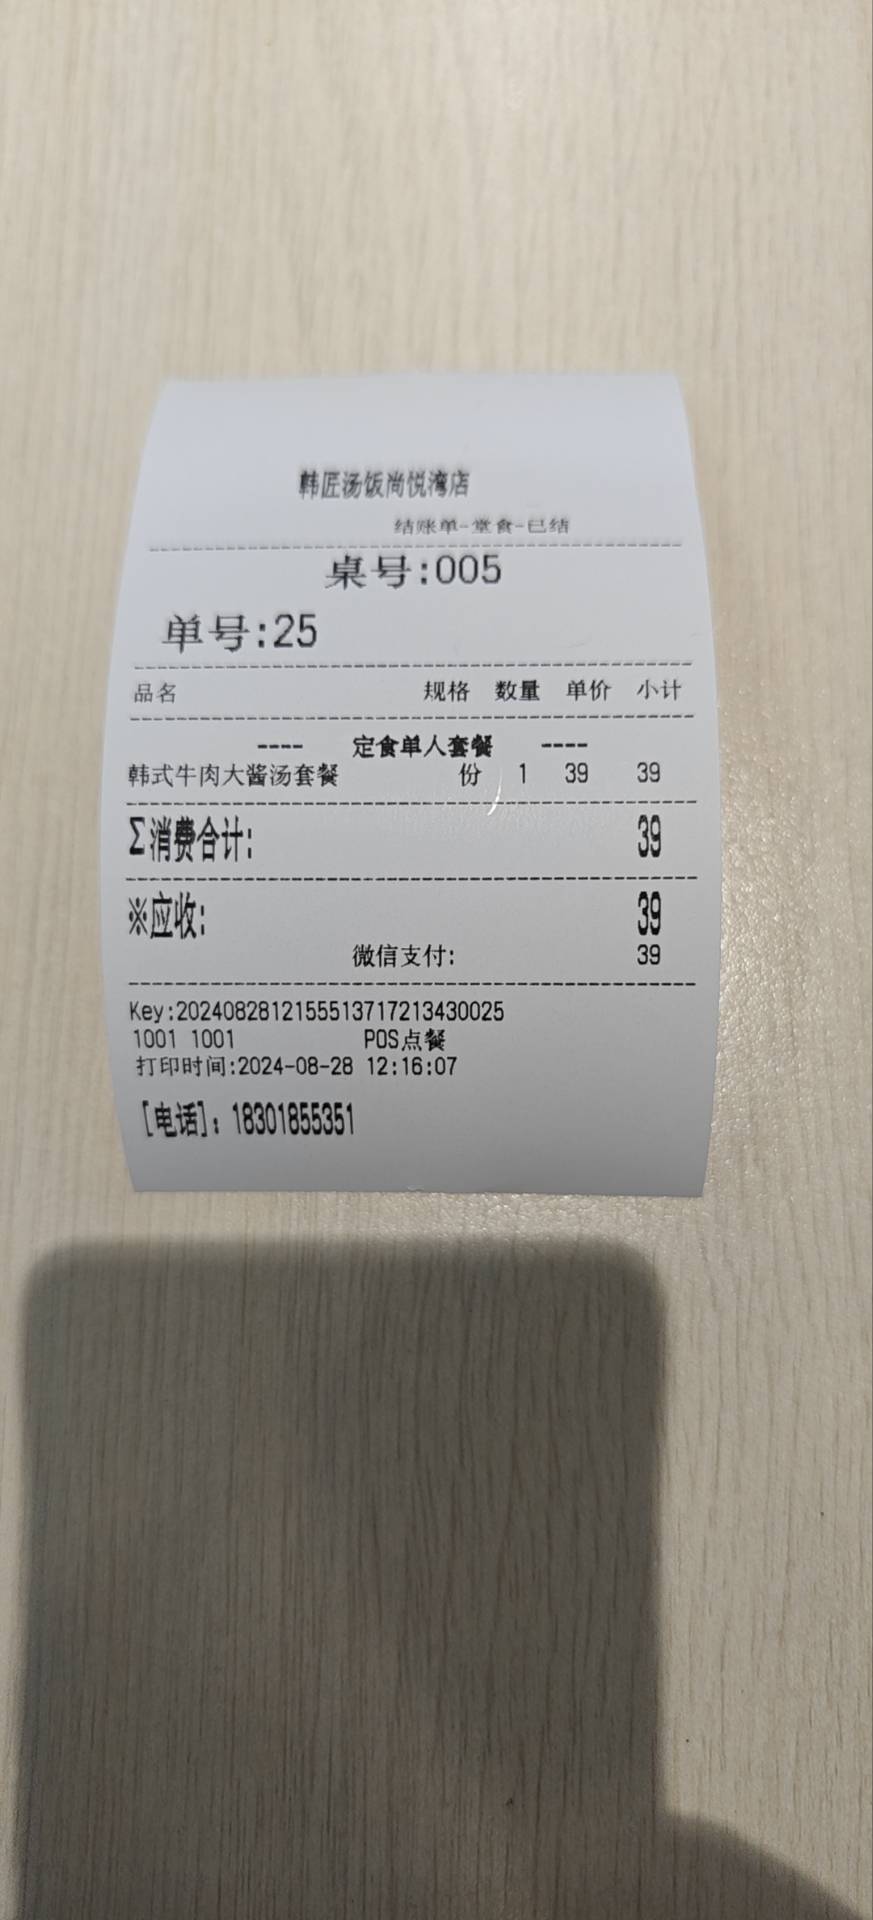 韩匠汤饭尚悦湾店
结账单-堂食-已结
桌号:005
单号:25
品名 规格 数量 单价 小计
---- 定食单人套餐 ----
韩式牛肉大酱汤套餐 份 1 39 39
Σ消费合计: 39
※应收: 39
微信支付: 39
Key:2024082812155513717213430025
1001 1001 POS点餐
打印时间:2024-08-28 12:16:07
[电话]: 18301855351